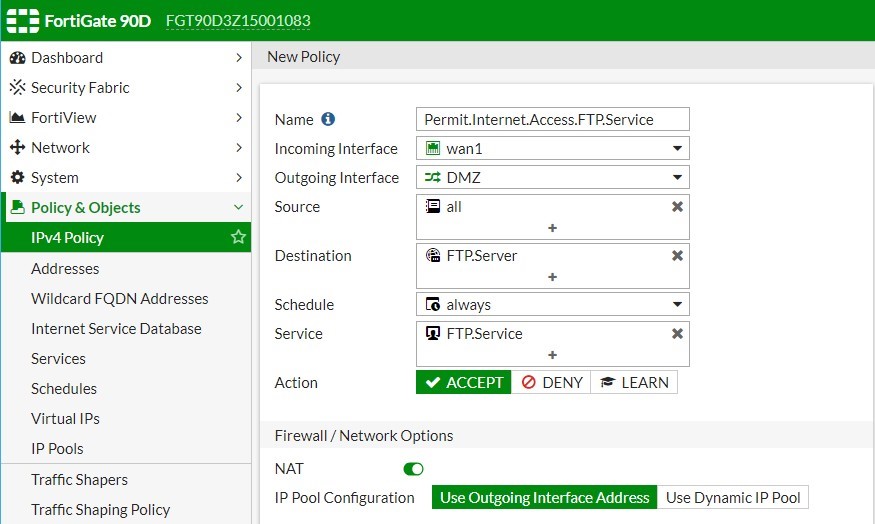 FortiGate 90D FGT90D3Z15001083
Dashboard
Security Fabric
FortiView
Network
System
Policy & Objects
IPv4 Policy
Addresses
Wildcard FQDN Addresses
Internet Service Database
Services
Schedules
Virtual IPs
IP Pools
Traffic Shapers
Traffic Shaping Policy
New Policy
Name Permit.Internet.Access.FTP.Service
Incoming Interface wan1
Outgoing Interface DMZ
Source all
+
Destination FTP.Server
+
Schedule always
Service FTP.Service
+
Action ACCEPT DENY LEARN
Firewall / Network Options
NAT
IP Pool Configuration Use Outgoing Interface Address Use Dynamic IP Pool